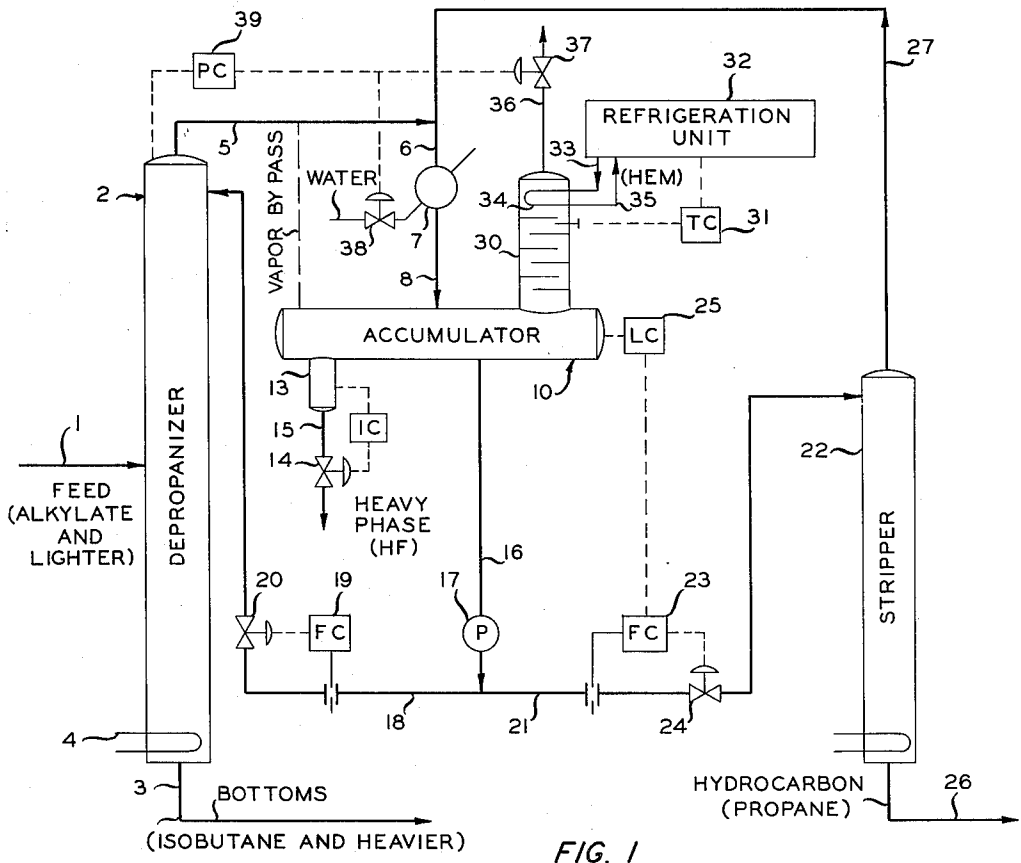 39
PC
37
27
36
32
REFRIGERATION
UNIT
5
6
33
(HEM)
2
WATER
34
35
TC
31
38
7
30
VAPOR BY PASS
8
ACCUMULATOR
25
LC
13
10
15
IC
14
22
1
FEED
(ALKYLATE
AND
LIGHTER)
DEPROPANIZER
HEAVY
PHASE
(HF)
16
STRIPPER
20
19
FC
17
P
23
FC
18
21
24
4
3
BOTTOMS
(ISOBUTANE AND HEAVIER)
HYDROCARBON
(PROPANE)
26
FIG. 1